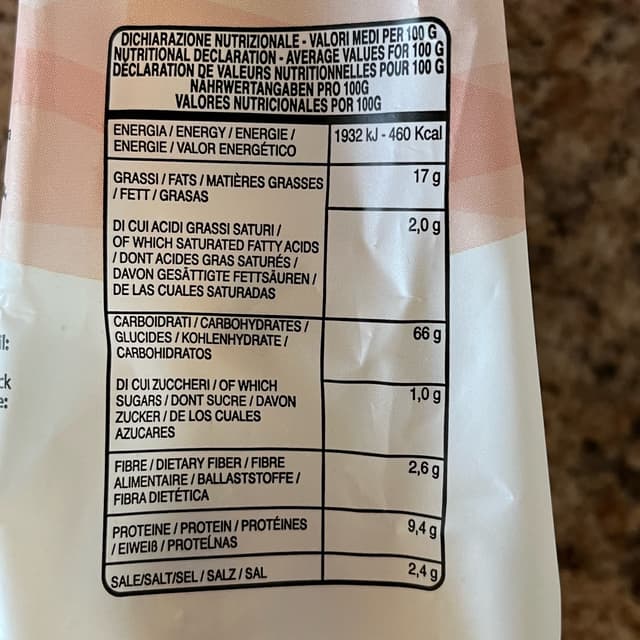 DICHIARAZIONE NUTRIZIONALE - VALORI MEDI PER 100 G
NUTRITIONAL DECLARATION - AVERAGE VALUES FOR 100 G
DÉCLARATION DE VALEURS NUTRITIONNELLES POUR 100 G
NÄHRWERTANGABEN PRO 100G
VALORES NUTRICIONALES POR 100G
ENERGIA / ENERGY / ENERGIE / 1932 kJ - 460 Kcal
ENERGIE / VALOR ENERGÉTICO
GRASSI / FATS / MATIÈRES GRASSES 17 g
/ FETT / GRASAS
DI CUI ACIDI GRASSI SATURI / 2,0 g
OF WHICH SATURATED FATTY ACIDS
/ DONT ACIDES GRAS SATURÉS /
DAVON GESÄTTIGTE FETTSÄUREN /
DE LAS CUALES SATURADAS
CARBOIDRATI / CARBOHYDRATES / 66 g
GLUCIDES / KOHLENHYDRATE /
CARBOHIDRATOS
DI CUI ZUCCHERI / OF WHICH 1,0 g
SUGARS / DONT SUCRE / DAVON
ZUCKER / DE LOS CUALES
AZUCARES
FIBRE / DIETARY FIBER / FIBRE 2,6 g
ALIMENTAIRE / BALLASTSTOFFE /
FIBRA DIETÉTICA
PROTEINE / PROTEIN / PROTÉINES 9,4 g
/ EIWEIß / PROTEÍNAS
SALE/SALT/SEL / SALZ / SAL 2,4 g